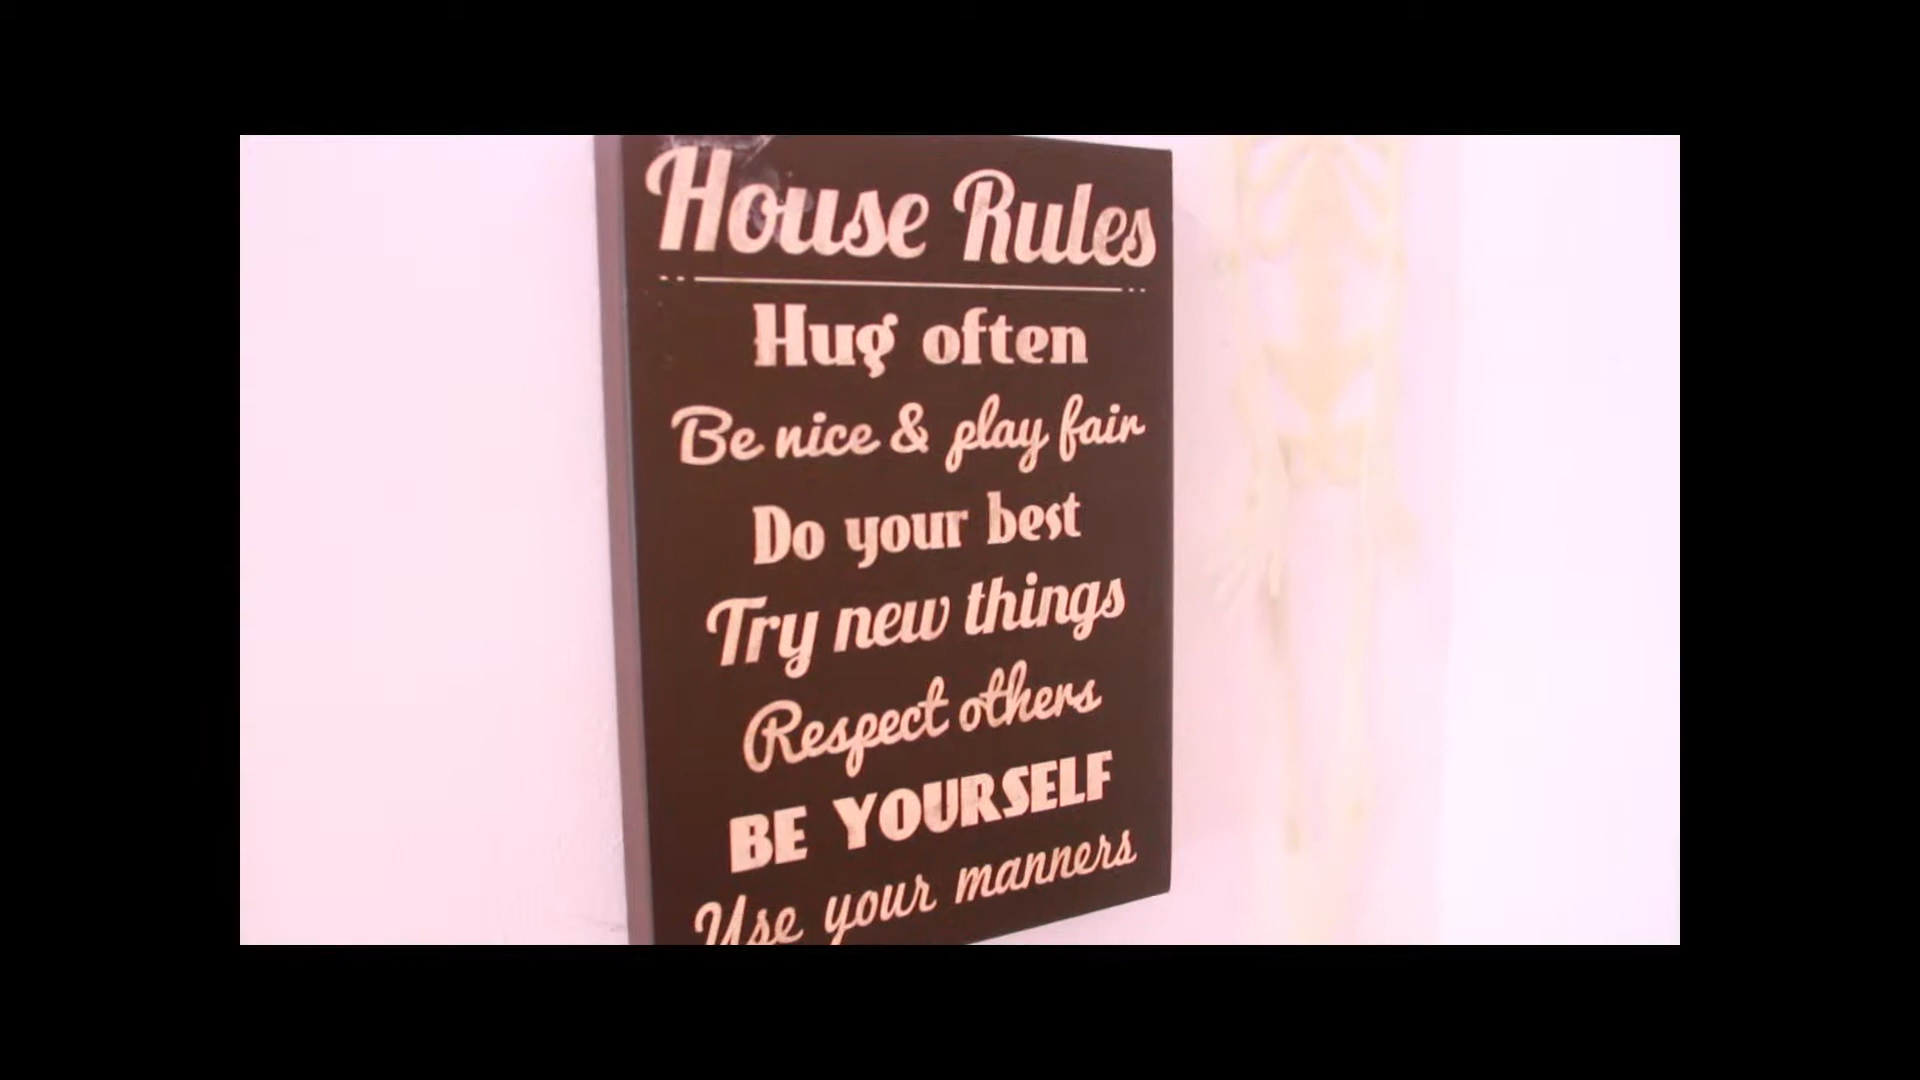 House Rules
Hug often
Be nice & play fair
Do your best
Try new things
Respect others
BE YOURSELF
Use your manners